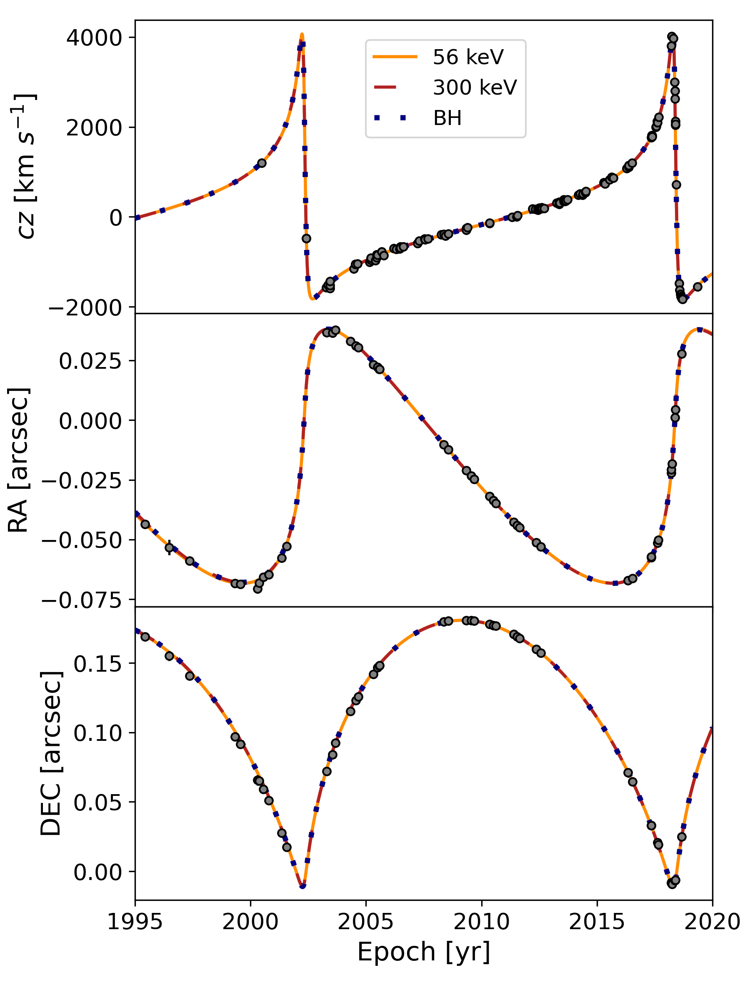 4000
2000
0
−2000
cz [km s⁻¹]
56 keV
300 keV
BH
0.025
0.000
−0.025
−0.050
−0.075
RA [arcsec]
0.15
0.10
0.05
0.00
DEC [arcsec]
1995 2000 2005 2010 2015 2020
Epoch [yr]